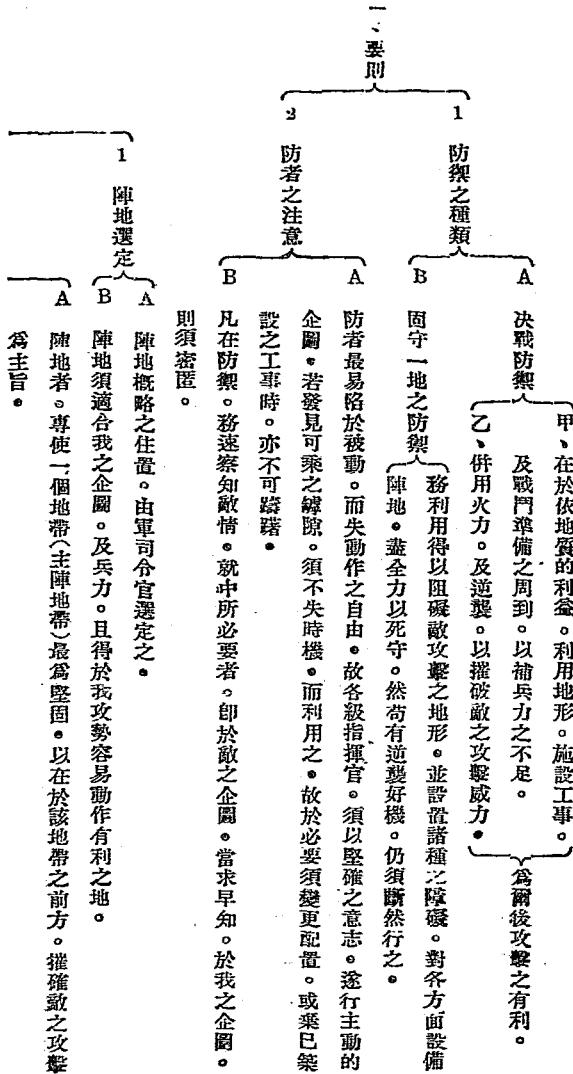 一、要則
1 防禦之種類
A 決戰防禦
甲、在於依地質的利益。利用地形。施設工事。
及戰鬥準備之周到。以補兵力之不足。
乙、併用火力。及逆襲。以摧破敵之攻擊威力。
爲爾後攻擊之有利。
B 固守一地之防禦
務利用得以阻礙敵攻擊之地形。並設置諸種之障礙。對各方面設備
陣地。盡全力以死守。然苟有逆襲好機。仍須斷然行之。
2 防者之注意
A 防者最易陷於被動。而失動作之自由。故各級指揮官。須以堅確之意志。遂行主動的
企圖。若發見可乘之罅隙。須不失時機。而利用之。故於必要須變更配置。或棄已築
設之工事時。亦不可躊躇。
B 凡在防禦。務速察知敵情。就中所必要者。卽於敵之企圖。當求早知。於我之企圖。
則須密匿。
1 陣地選定
A 陣地概略之住置。由軍司令官選定之。
B 陣地須適合我之企圖。及兵力。且得於我攻勢容易動作有利之地。
A 陣地者。專使一個地帶(主陣地帶)最爲堅固。以在於該地帶之前方。摧確敵之攻擊
爲主旨。